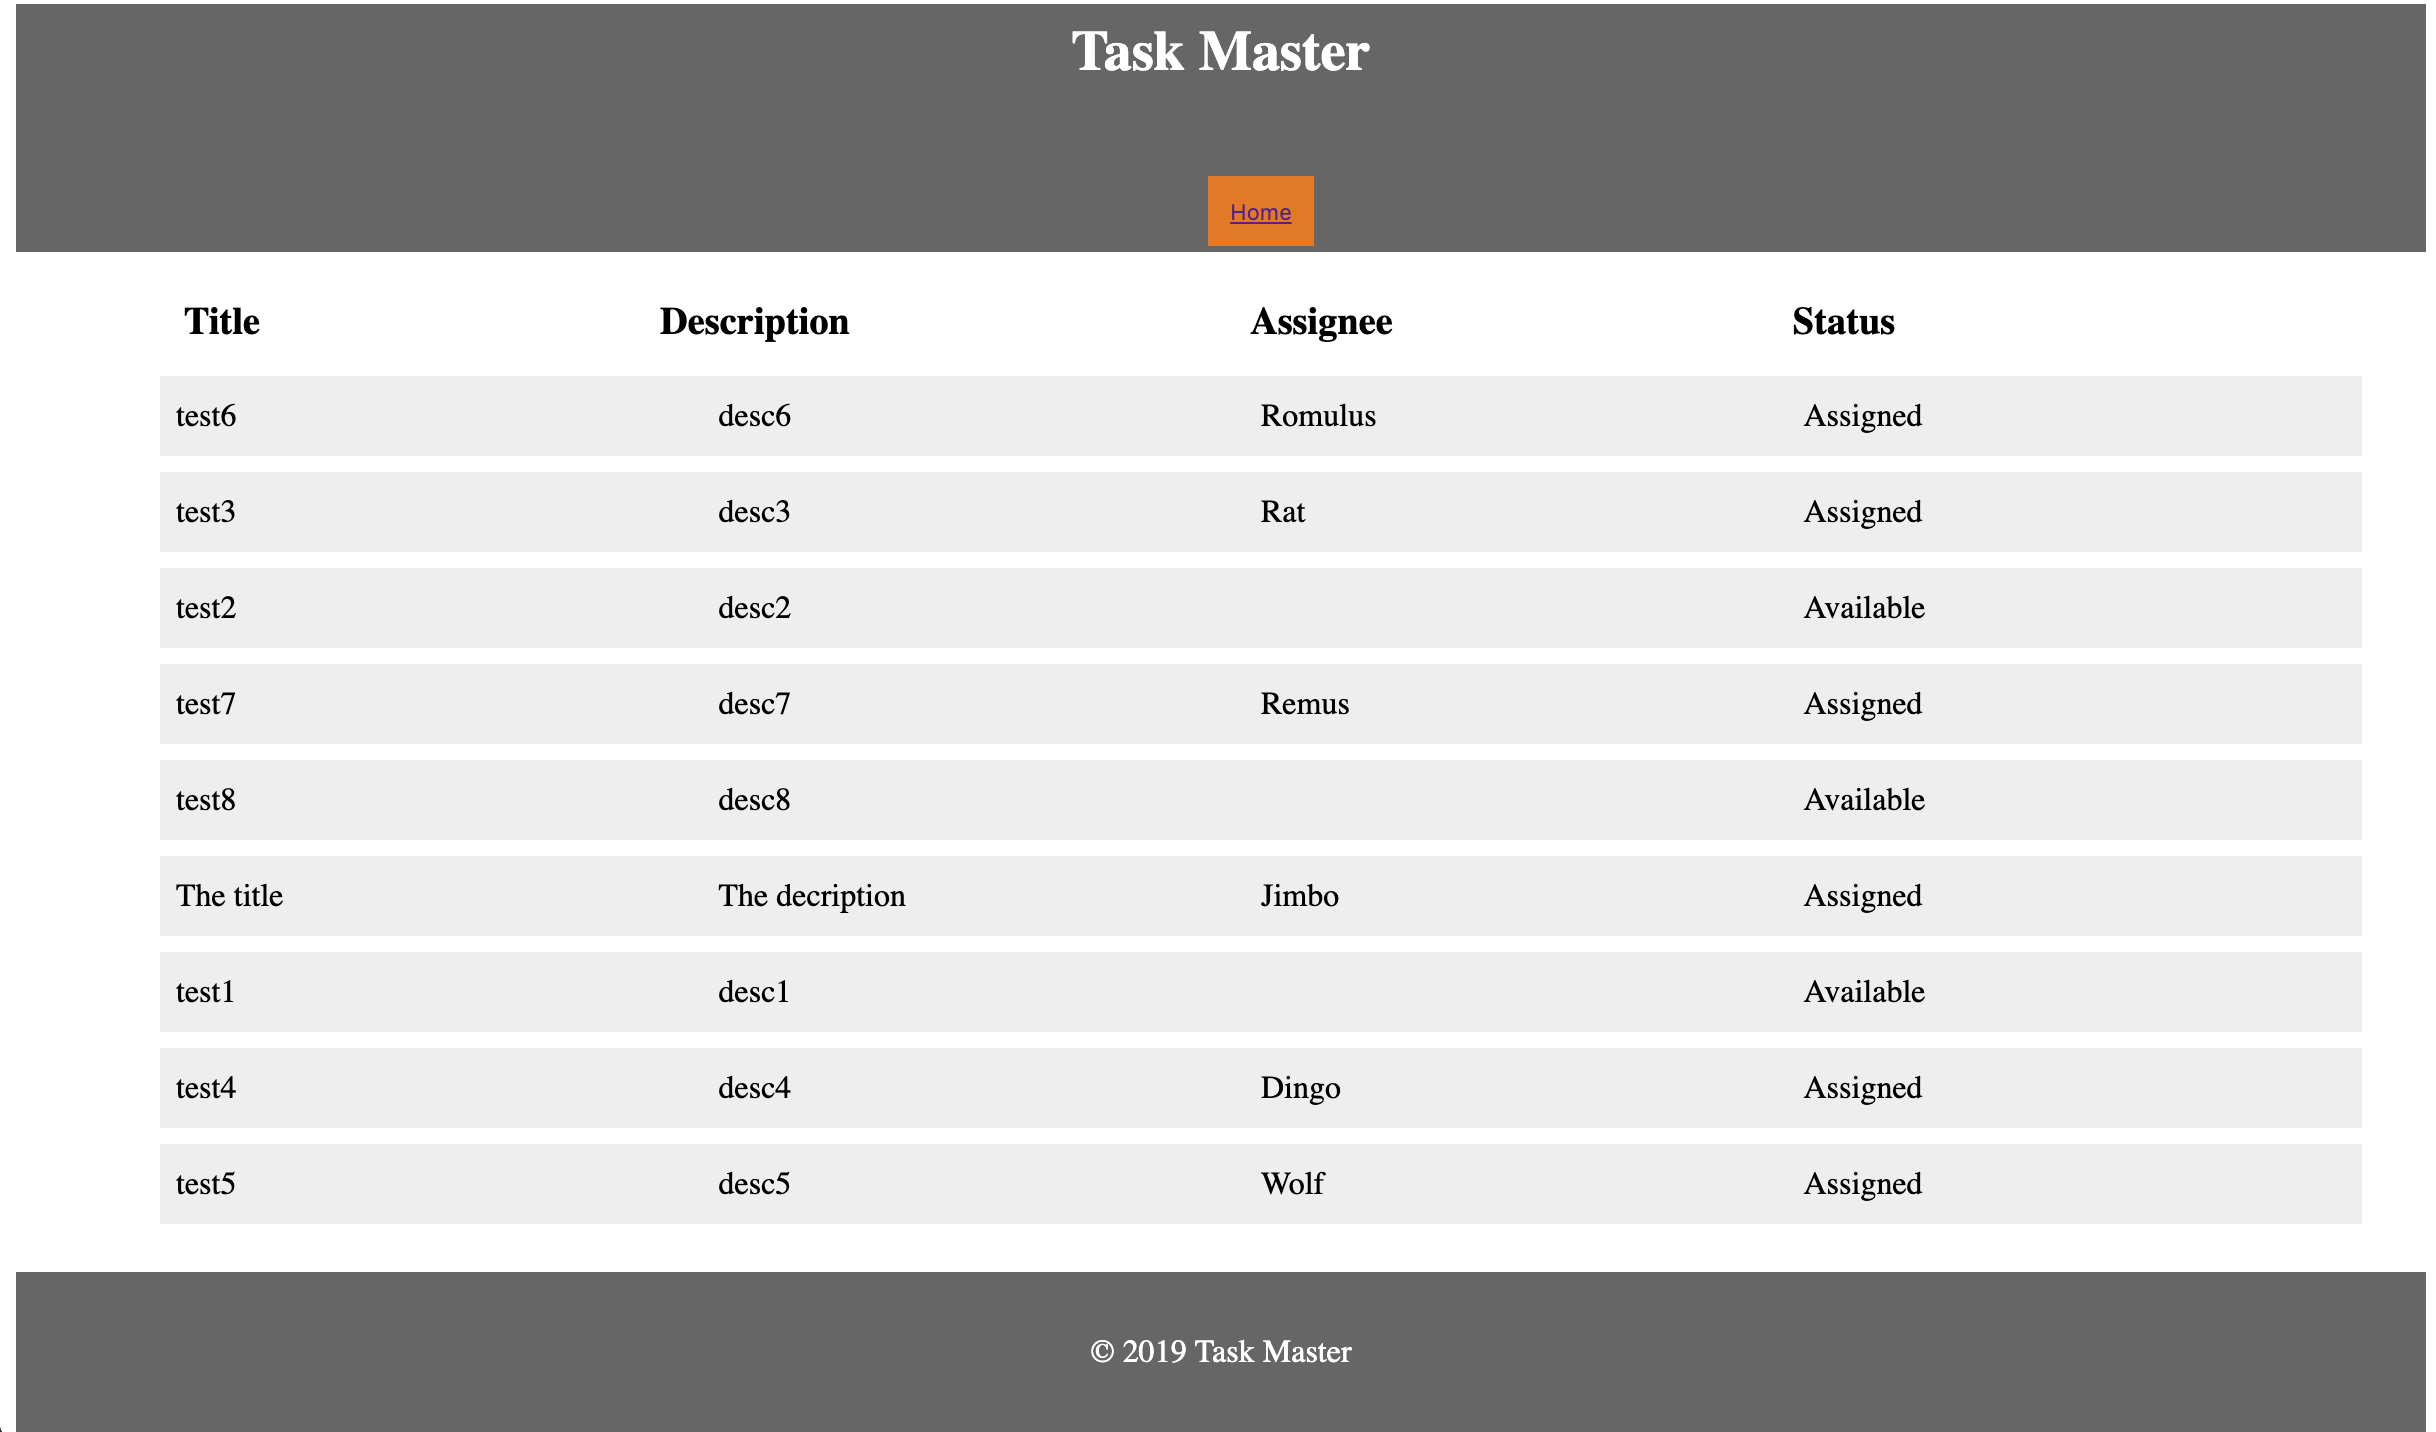 Task Master
Home
Title Description Assignee Status
test6 desc6 Romulus Assigned
test3 desc3 Rat Assigned
test2 desc2 Available
test7 desc7 Remus Assigned
test8 desc8 Available
The title The decription Jimbo Assigned
test1 desc1 Available
test4 desc4 Dingo Assigned
test5 desc5 Wolf Assigned
© 2019 Task Master